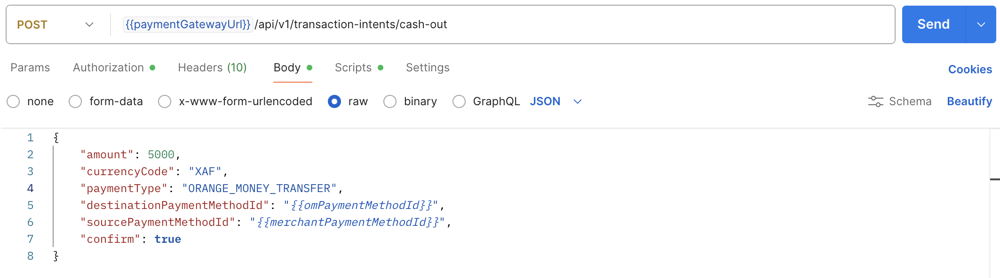 POST {{paymentGatewayUrl}}/api/v1/transaction-intents/cash-out Send
Params Authorization Headers (10) Body Scripts Settings Cookies
none form-data x-www-form-urlencoded raw binary GraphQL JSON Schema Beautify
1 {
2 "amount": 5000,
3 "currencyCode": "XAF",
4 "paymentType": "ORANGE_MONEY_TRANSFER",
5 "destinationPaymentMethodId": "{{omPaymentMethodId}}",
6 "sourcePaymentMethodId": "{{merchantPaymentMethodId}}",
7 "confirm": true
8 }